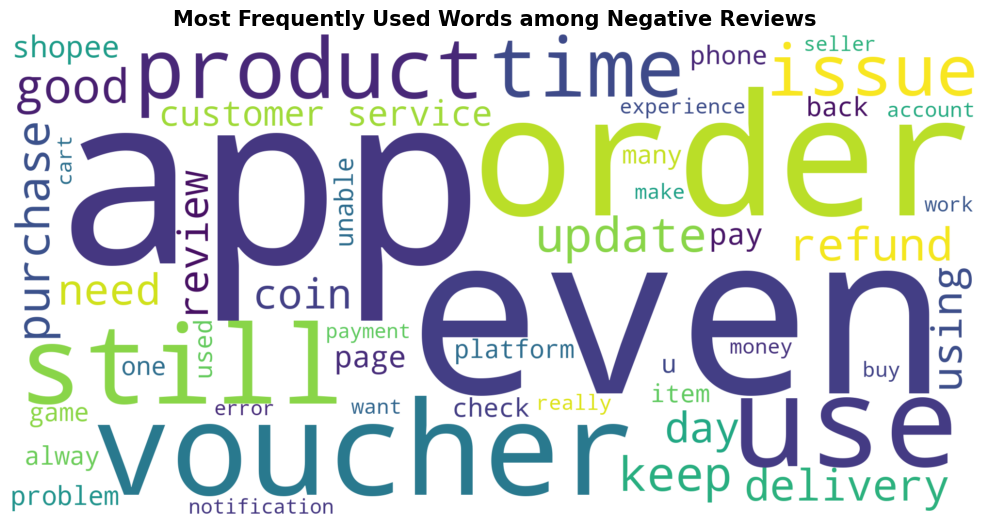 Most Frequently Used Words among Negative Reviews
shopee
good
product
time
phone
seller
issue
customer service
experience
back
account
purchase
cart
app
order
many
make
work
review
unable
update
pay
refund
need
coin
even
using
still
used
payment
page
platform
u
money
buy
one
game
error
want
check
really
item
use
alway
voucher
day
keep
delivery
problem
notification